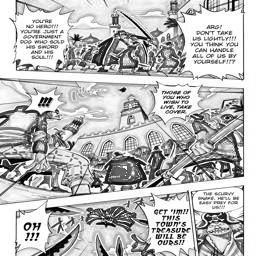 YOU'RE
NO HERO!!!
YOU'RE JUST A
GOVERNMENT
DOG WHO SOLD
HIS SWORD
AND
HIS SOUL!!!
ARG!
DON'T TAKE
US LIGHTLY!!!
YOU THINK YOU
CAN HANDLE
ALL OF US BY
YOURSELF!!?
!!!
THOSE OF
YOU WHO
WISH TO
LIVE, TAKE
COVER.
OH
!!!
GET 'IM!!
THIS
TOWN'S
TREASURE
WILL BE
OURS!!
THE SCURVY
SNAKE, HE'LL BE
EASY PREY FOR
US!!!